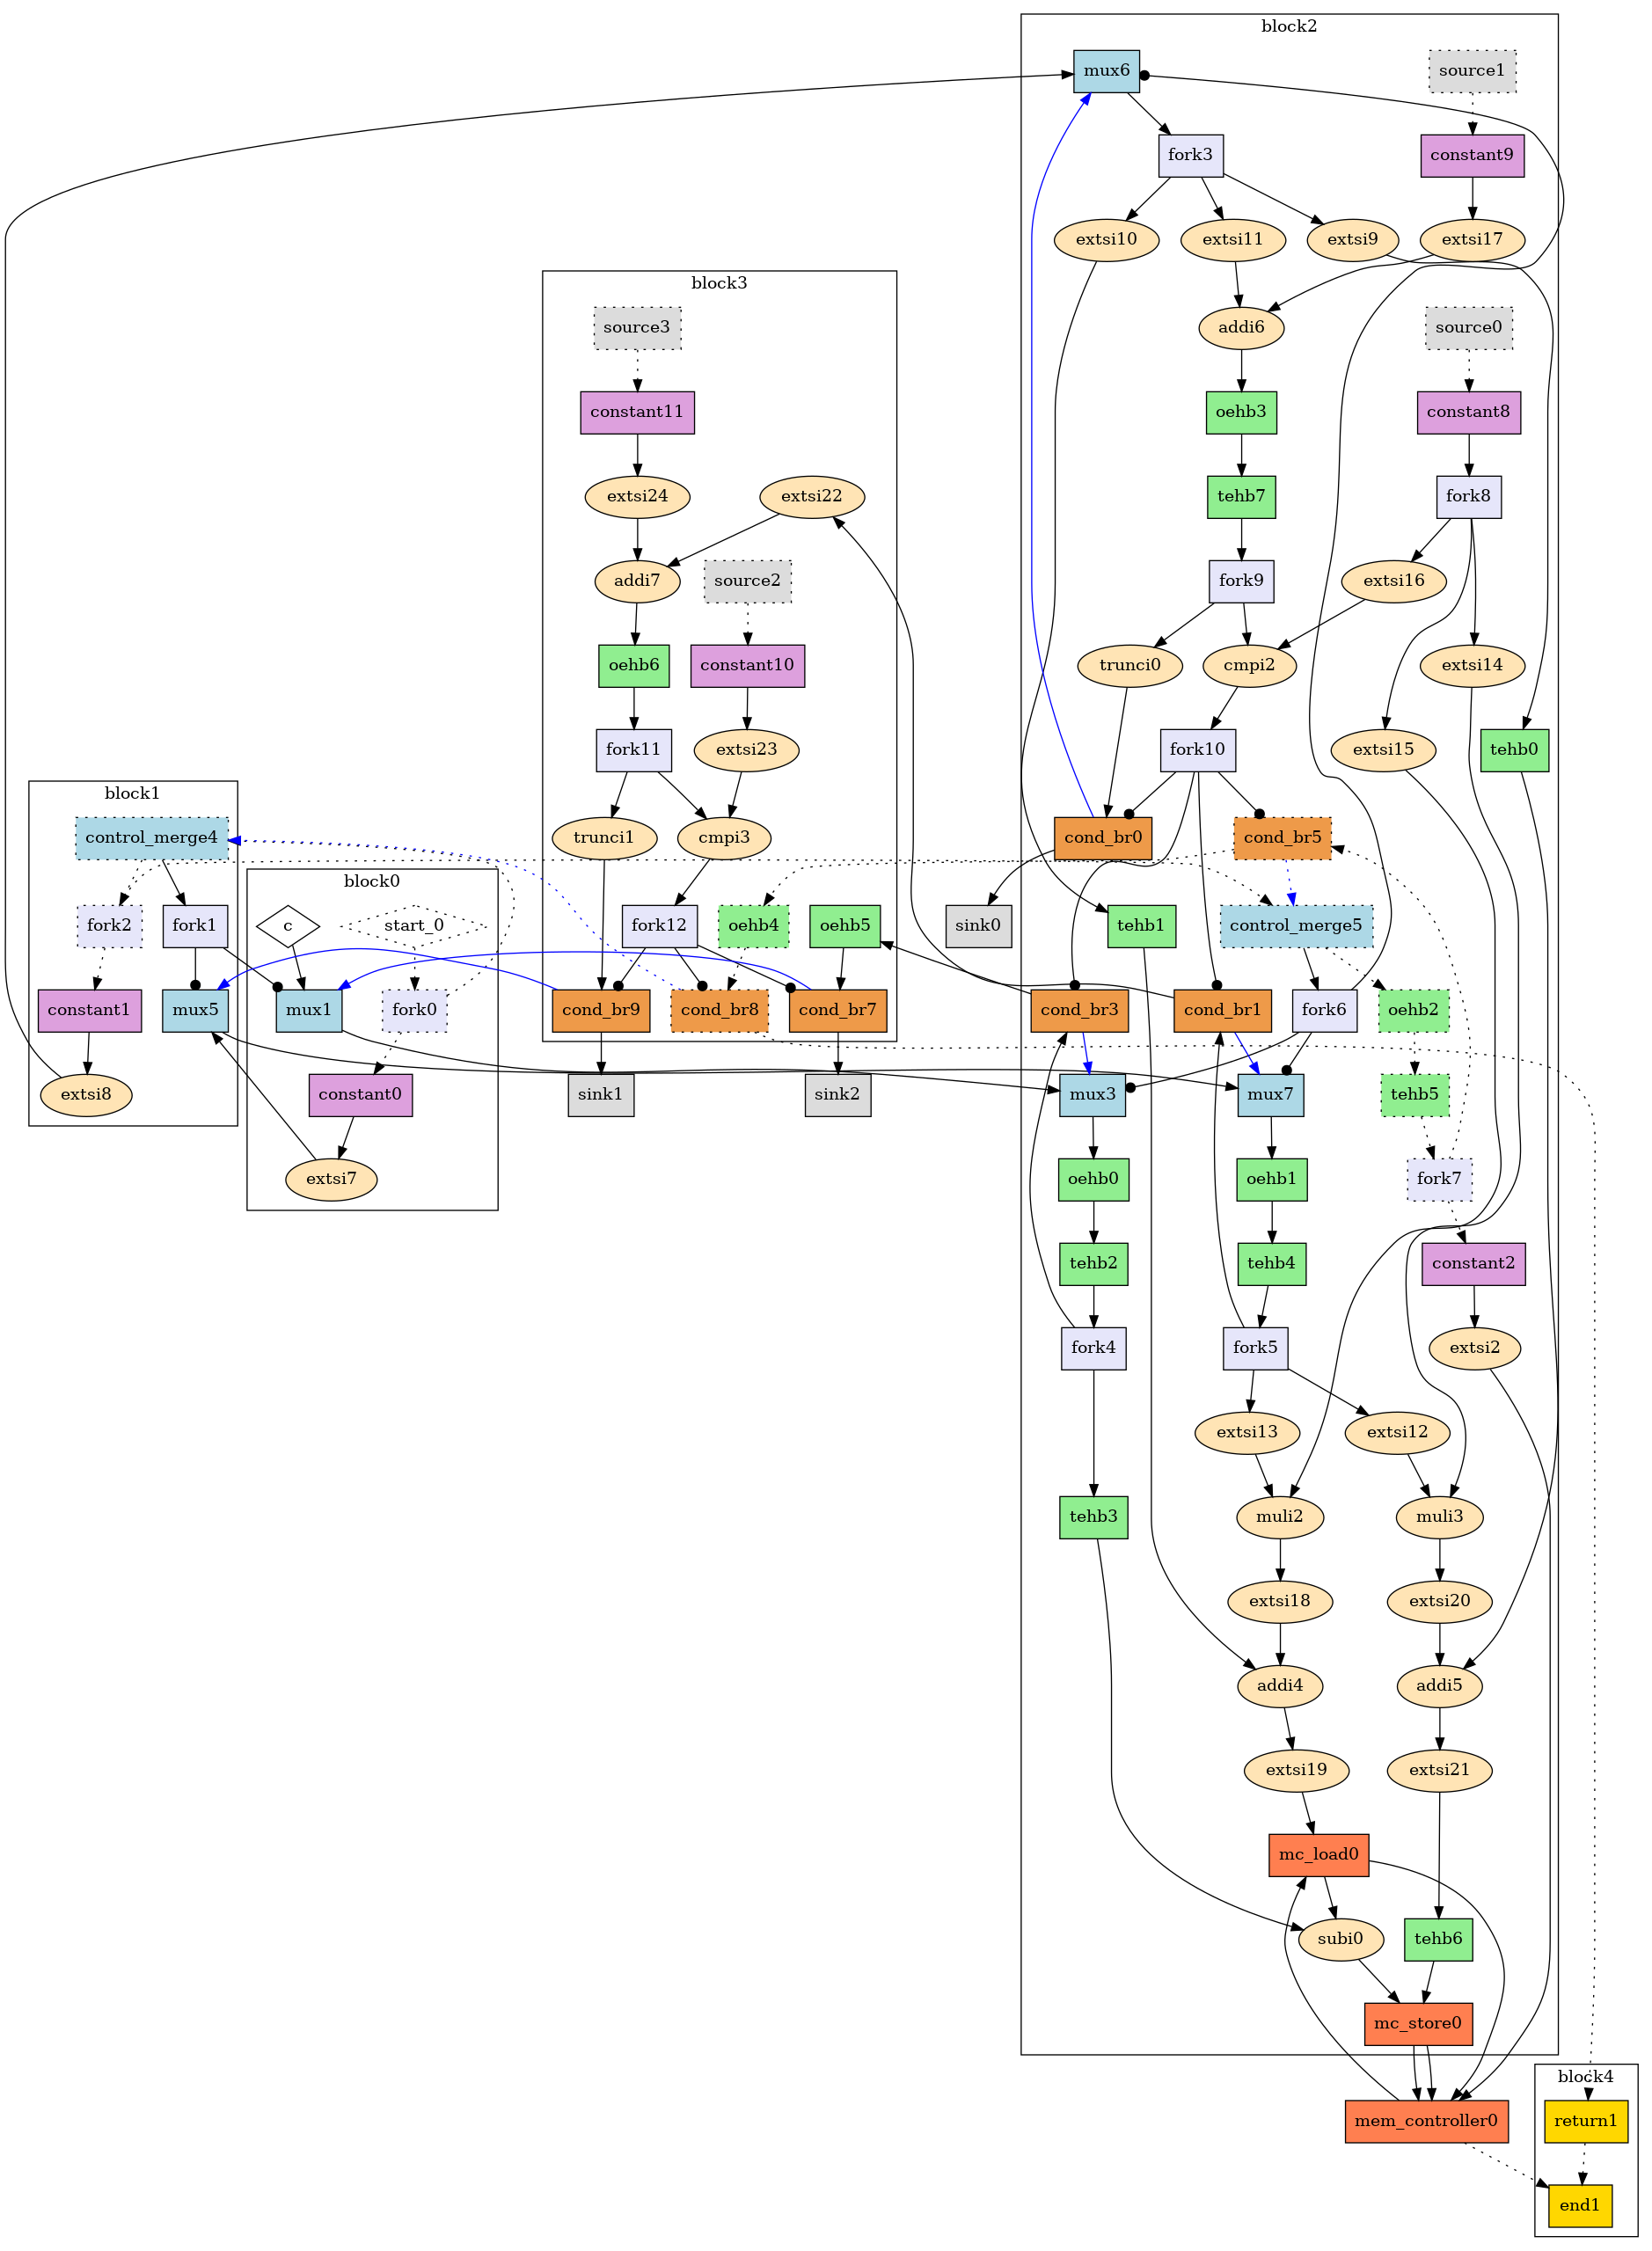 block2
mux6
source1
fork3
constant9
extsi10
extsi11
extsi9
extsi17
block3
source3
addi6
source0
constant11
oehb3
constant8
extsi24
extsi22
tehb7
fork8
addi7
source2
fork9
extsi16
oehb6
constant10
trunci0
cmpi2
extsi14
fork11
extsi23
fork10
extsi15
tehb0
block1
control_merge4
trunci1
cmpi3
cond_br0
cond_br5
block0
fork2
fork1
c
start_0
fork12
oehb4
oehb5
sink0
tehb1
control_merge5
constant1
mux5
mux1
fork0
cond_br9
cond_br8
cond_br7
cond_br3
cond_br1
fork6
oehb2
extsi8
constant0
sink1
sink2
mux3
mux7
tehb5
extsi7
oehb0
oehb1
fork7
tehb2
tehb4
constant2
fork4
fork5
extsi2
extsi13
extsi12
tehb3
muli2
muli3
extsi18
extsi20
addi4
addi5
extsi19
extsi21
mc_load0
subi0
tehb6
mc_store0
block4
mem_controller0
return1
end1